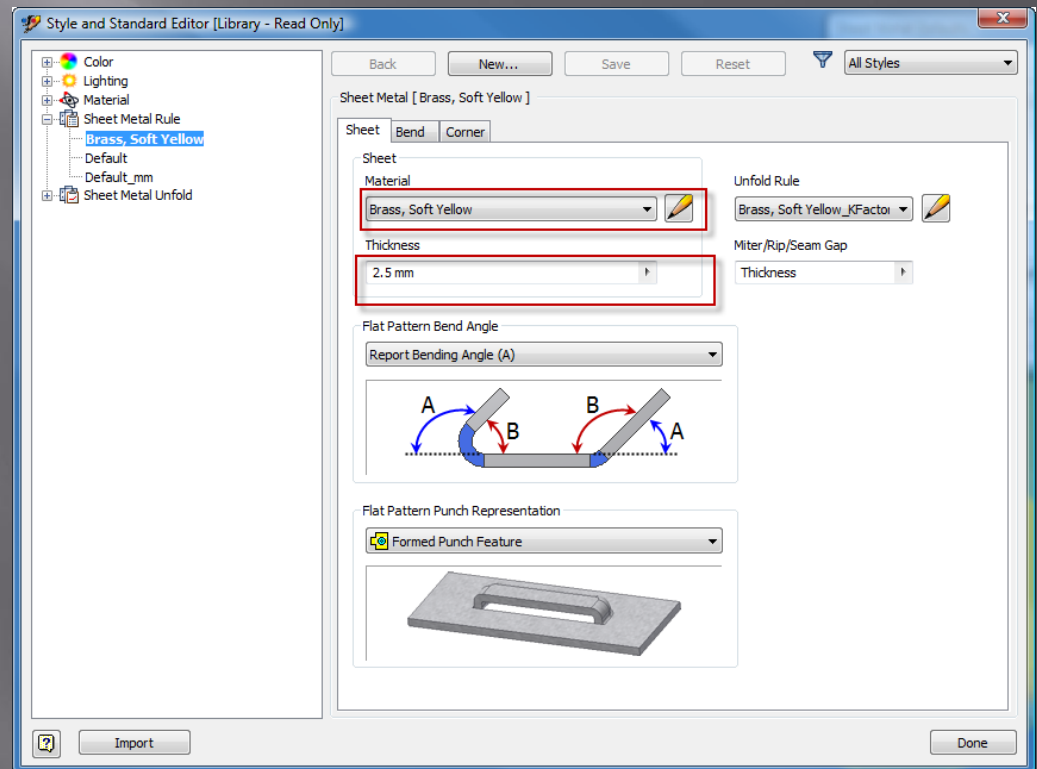 Style and Standard Editor [Library - Read Only]
Color
Lighting
Material
Sheet Metal Rule
Brass, Soft Yellow
Default
Default_mm
Sheet Metal Unfold
Back
New...
Save
Reset
All Styles
Sheet Metal [ Brass, Soft Yellow ]
Sheet
Bend
Corner
Sheet
Material
Brass, Soft Yellow
Thickness
2.5 mm
Unfold Rule
Brass, Soft Yellow_KFactor
Miter/Rip/Seam Gap
Thickness
Flat Pattern Bend Angle
Report Bending Angle (A)
A
B
B
A
Flat Pattern Punch Representation
Formed Punch Feature
?
Import
Done